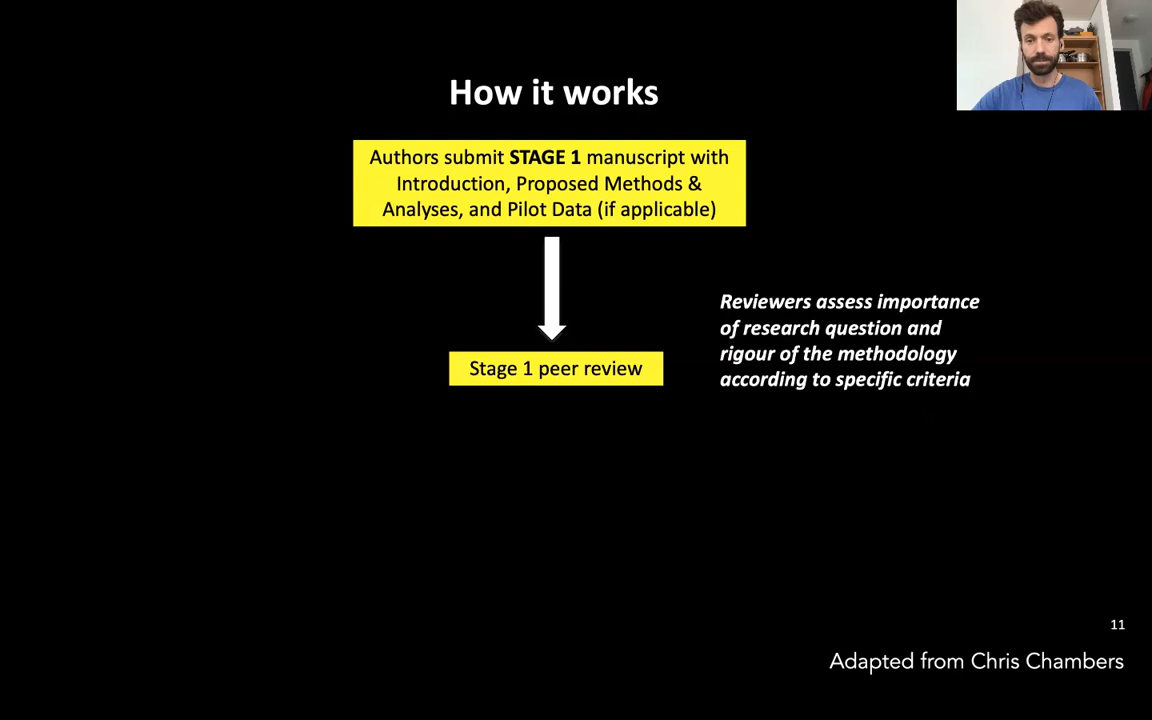 How it works
Authors submit STAGE 1 manuscript with
Introduction, Proposed Methods &
Analyses, and Pilot Data (if applicable)
Reviewers assess importance
of research question and
rigour of the methodology
according to specific criteria
Stage 1 peer review
11
Adapted from Chris Chambers